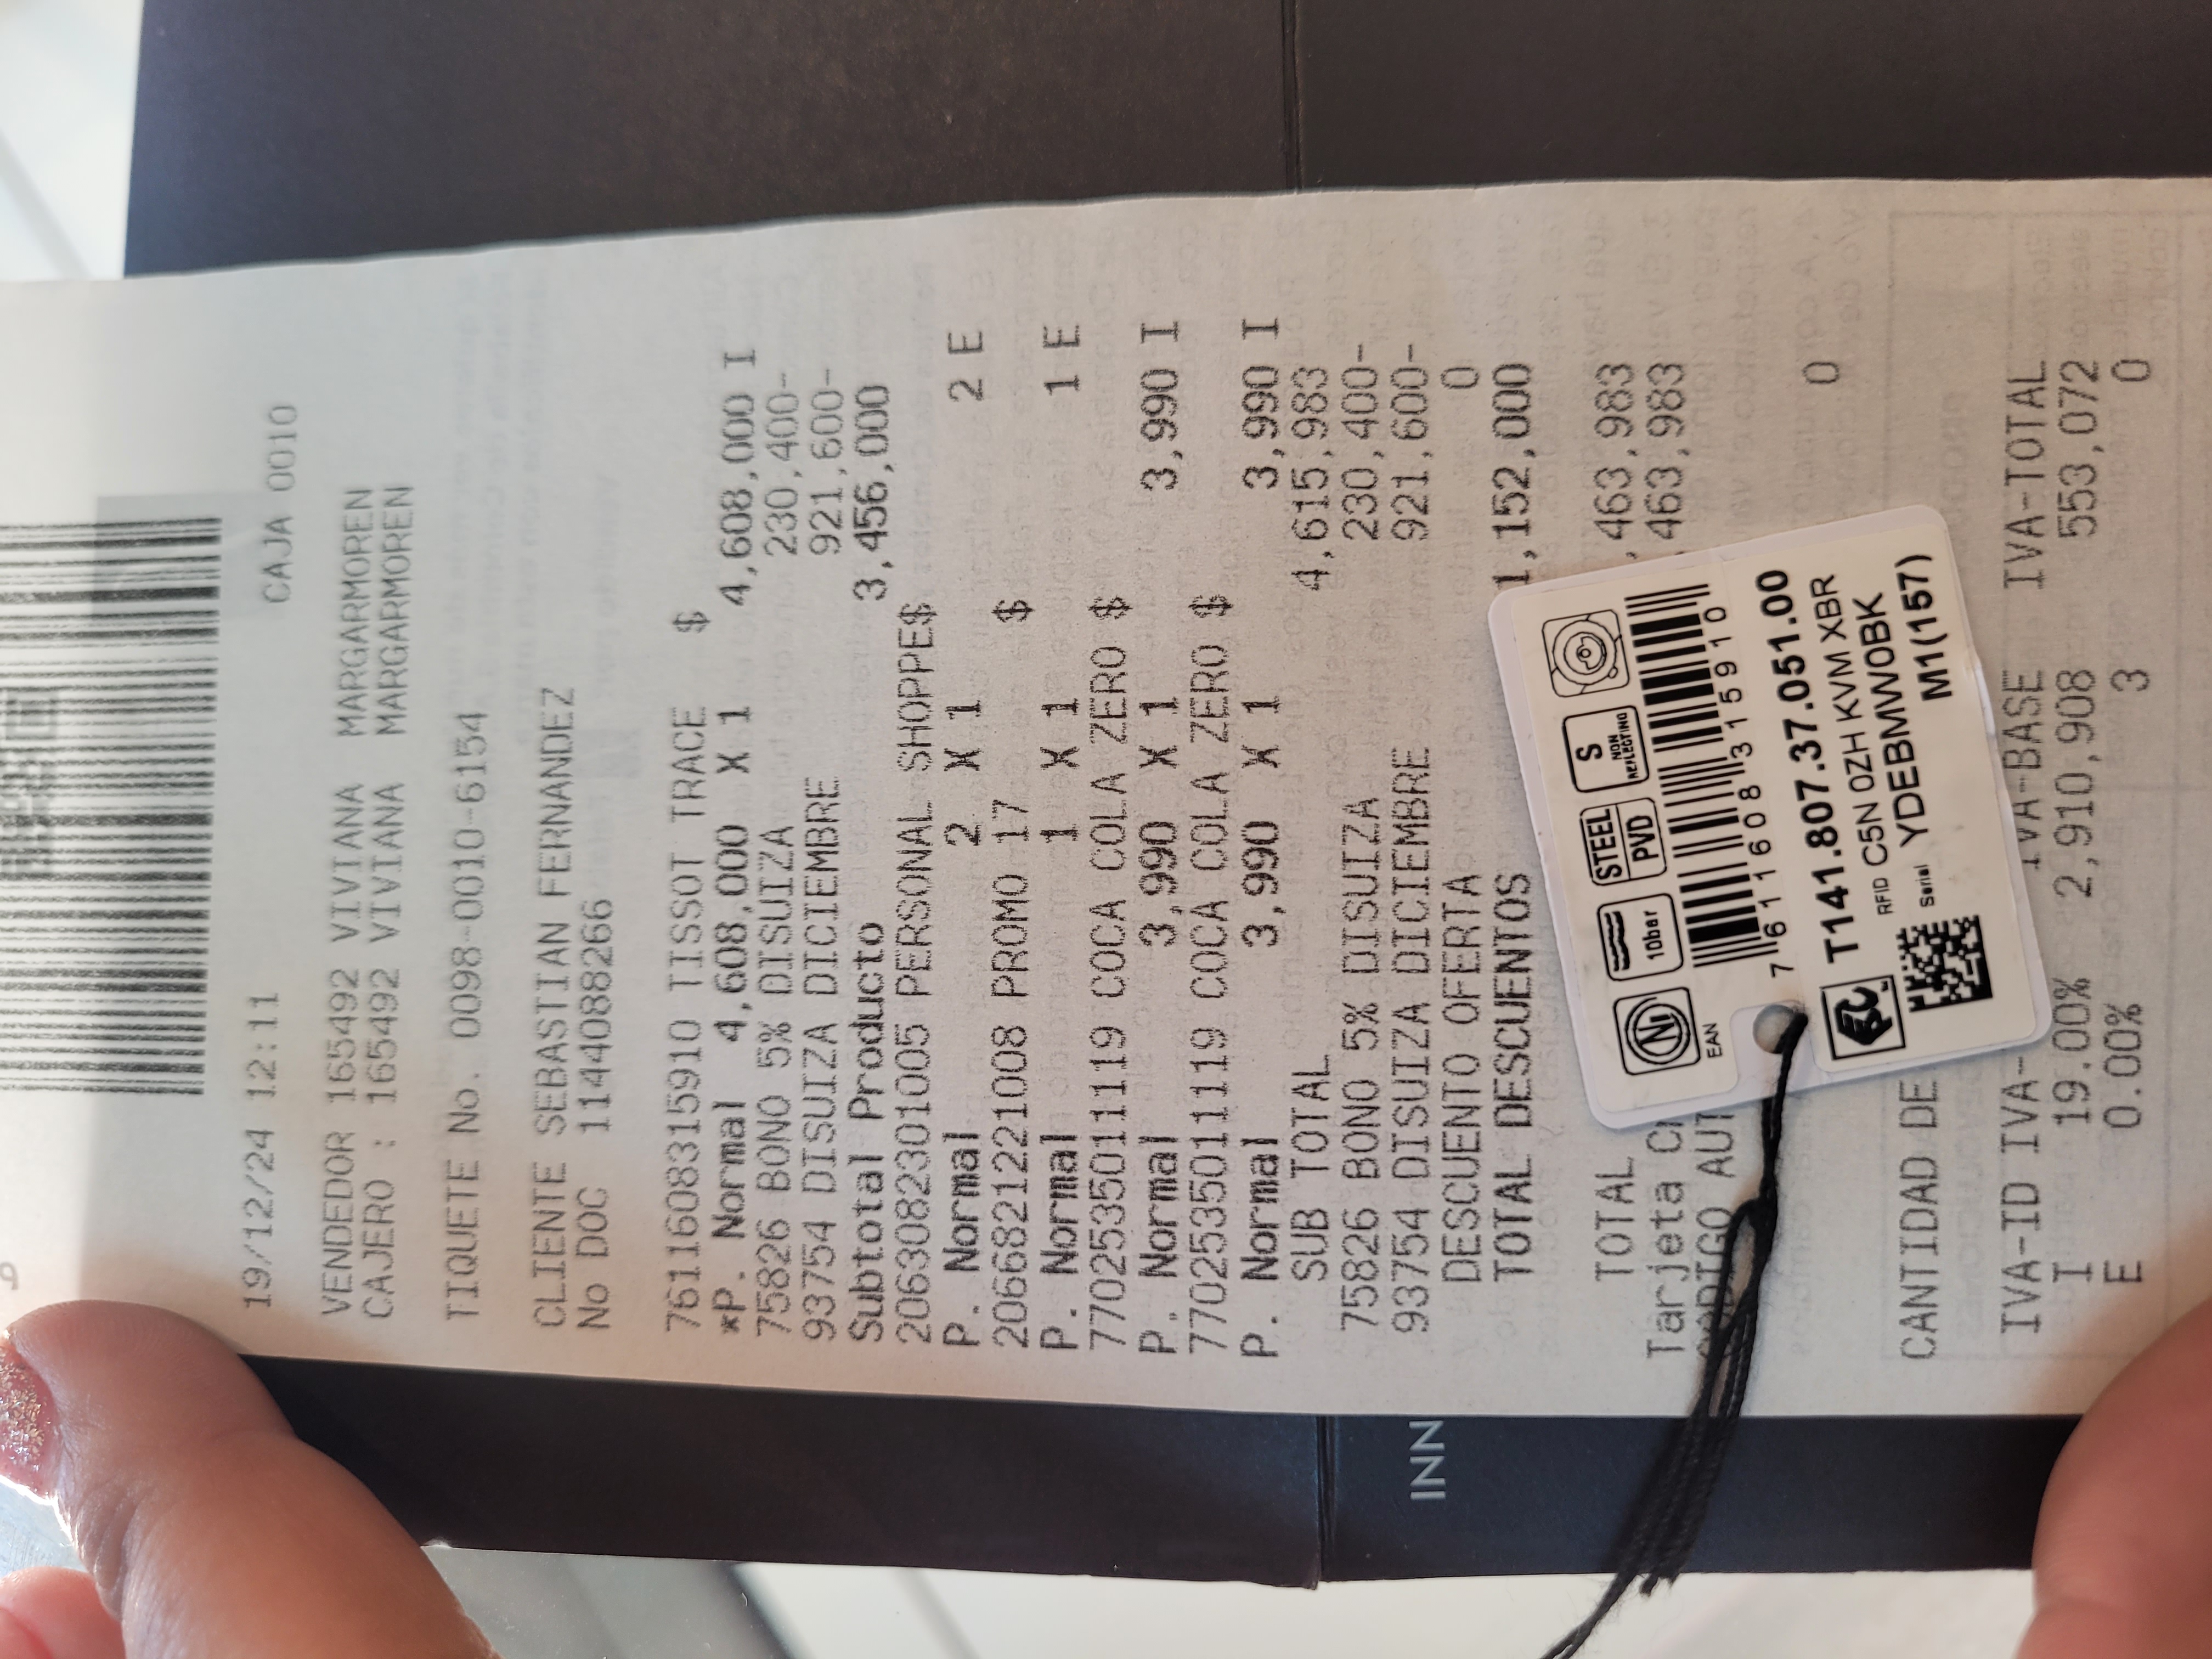 19/12/24 12:11 CAJA 0010
VENDEDOR 165492 VIVIANA MARGARMOREN
CAJERO : 165492 VIVIANA MARGARMOREN
TIQUETE No. 0098-0010-6154
CLIENTE SEBASTIAN FERNANDEZ
No DOC 1144088266
7611608315910 TISSOT TRACE $
*P. Normal 4,608,000 X 1 4,608,000 I
75826 BONO 5% DISUIZA 230,400-
93754 DISUIZA DICIEMBRE 921,600-
Subtotal Producto 3,456,000
2063082301005 PERSONAL SHOPPE$
P. Normal 2 X 1 2 E
2066821221008 PROMO 17 $
P. Normal 1 X 1 1 E
7702535011119 COCA COLA ZERO $
P. Normal 3,990 X 1 3,990 I
7702535011119 COCA COLA ZERO $
P. Normal 3,990 X 1 3,990 I
SUB TOTAL 4,615,983
75826 BONO 5% DISUIZA 230,400-
93754 DISUIZA DICIEMBRE 921,600-
DESCUENTO OFERTA 0
TOTAL DESCUENTOS 1,152,000
TOTAL ,463,983
Tarjeta ,463,983
CODIGO AUT
0
CANTIDAD DE
IVA-ID IVA- IVA-BASE IVA-TOTAL
I 19.00% 2,910,908 553,072
E 0.00% 3 0
10bar
STEEL
PVD
S
NON
REFLECTING
EAN
7 611608 315910
T141.807.37.051.00
RFID C5N 0ZH KVM XBR
Serial YDEBMW0BK
M1(157)
INN